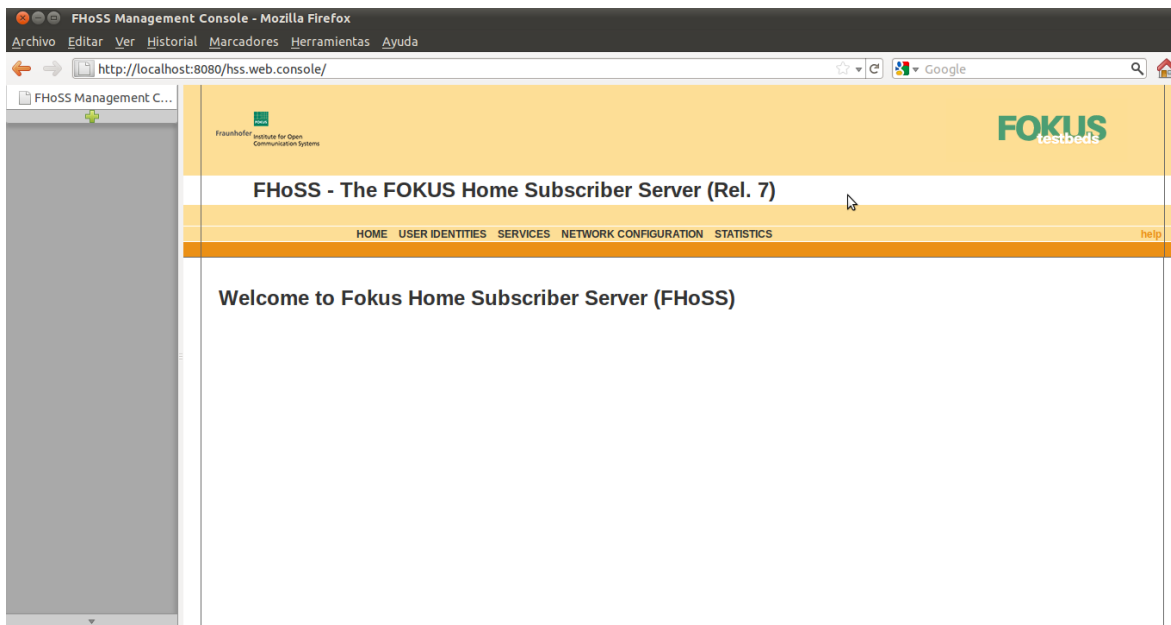 FHoSS Management Console - Mozilla Firefox
Archivo Editar Ver Historial Marcadores Herramientas Ayuda
http://localhost:8080/hss.web.console/
Google
FHoSS Management C...
Fraunhofer
FOKUS
Institute for Open
Communication Systems
FOKUS
testbeds
FHoSS - The FOKUS Home Subscriber Server (Rel. 7)
HOME USER IDENTITIES SERVICES NETWORK CONFIGURATION STATISTICS
help
Welcome to Fokus Home Subscriber Server (FHoSS)